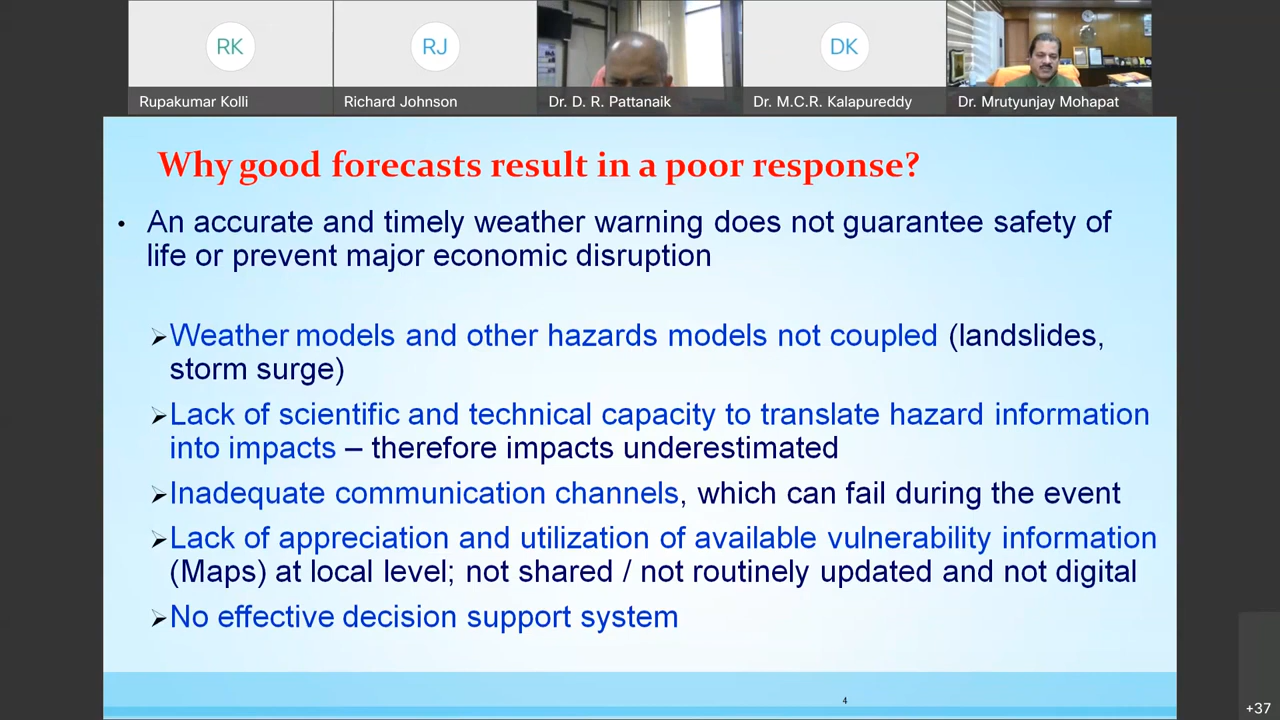 RK
RJ
DK
Rupakumar Kolli
Richard Johnson
Dr. D. R. Pattanaik
Dr. M.C.R. Kalapureddy
Dr. Mrutyunjay Mohapat
Why good forecasts result in a poor response?
• An accurate and timely weather warning does not guarantee safety of
life or prevent major economic disruption
➢Weather models and other hazards models not coupled (landslides,
storm surge)
➢Lack of scientific and technical capacity to translate hazard information
into impacts – therefore impacts underestimated
➢Inadequate communication channels, which can fail during the event
➢Lack of appreciation and utilization of available vulnerability information
(Maps) at local level; not shared / not routinely updated and not digital
➢No effective decision support system
4
+37